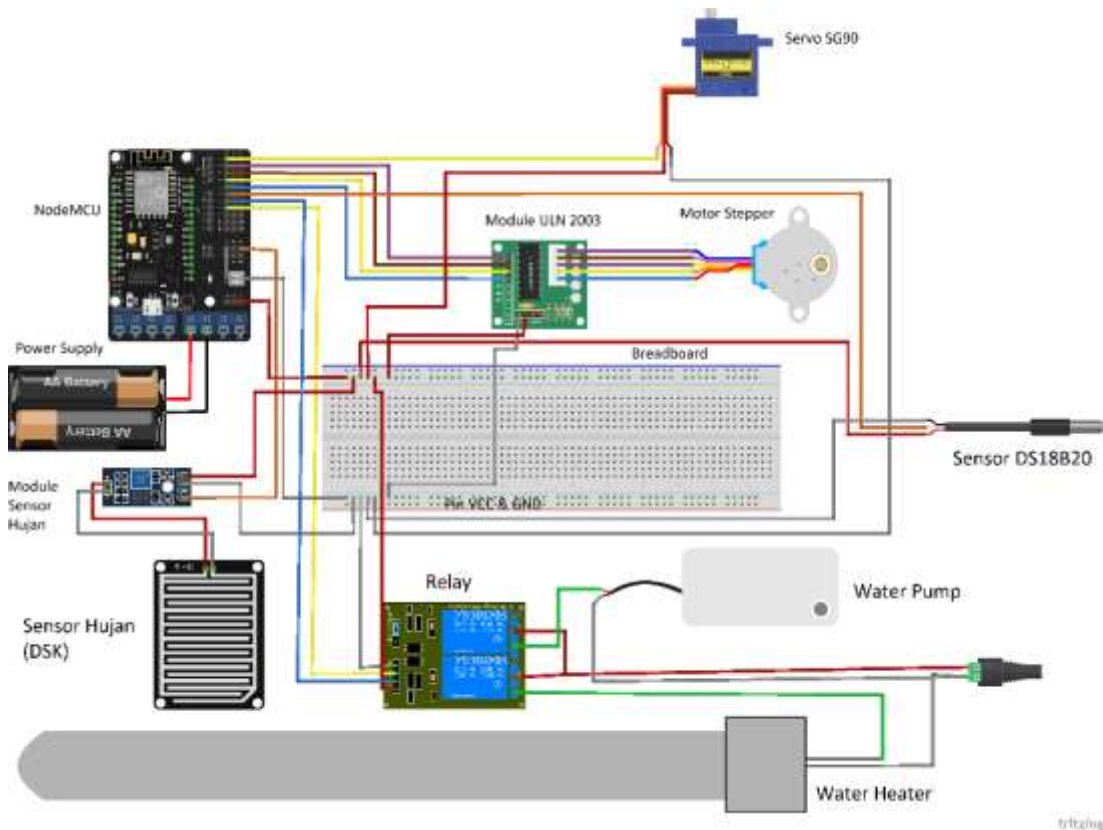 Servo SG90
NodeMCU
Module ULN 2003
Motor Stepper
Power Supply
Breadboard
AA Battery
AA Battery
Sensor DS18B20
Module
Sensor
Hujan
Pin VCC & GND
Relay
Water Pump
Sensor Hujan
(DSK)
Water Heater
fritzing